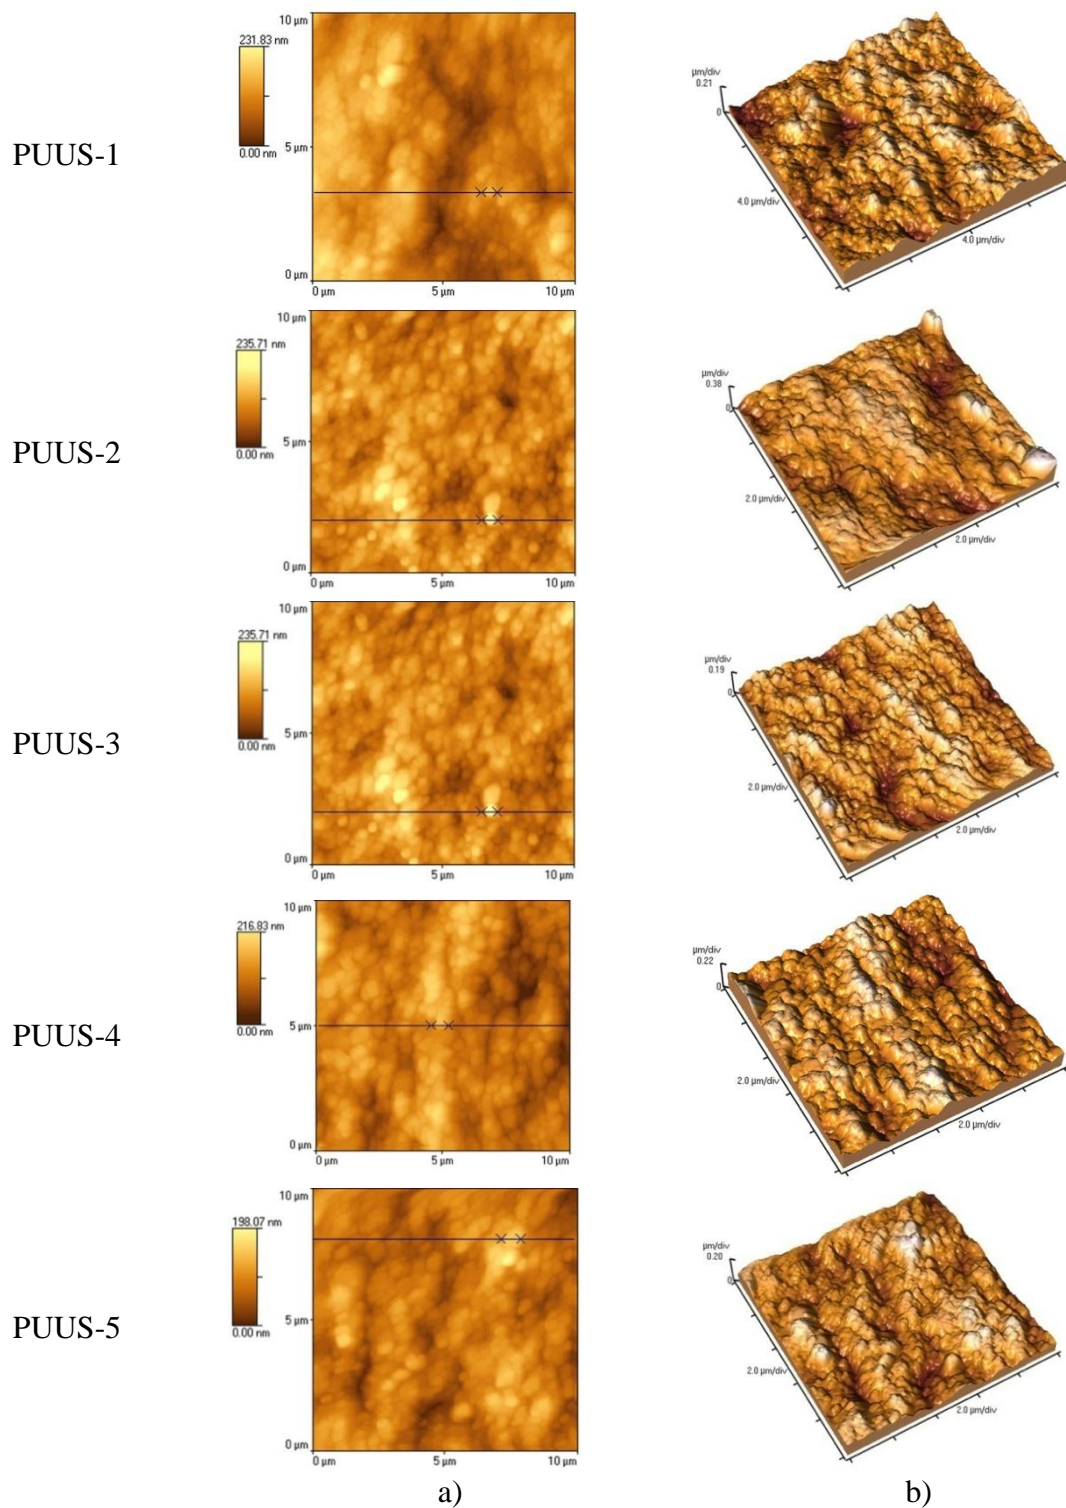 PUUS-1
231.83 nm
0.00 nm
10 µm
5 µm
0 µm
0 µm
5 µm
10 µm
µm/div
0.21
0
4.0 µm/div
4.0 µm/div
PUUS-2
235.71 nm
0.00 nm
10 µm
5 µm
0 µm
0 µm
5 µm
10 µm
µm/div
0.38
0
2.0 µm/div
2.0 µm/div
PUUS-3
235.71 nm
0.00 nm
10 µm
5 µm
0 µm
0 µm
5 µm
10 µm
µm/div
0.19
0
2.0 µm/div
2.0 µm/div
PUUS-4
216.83 nm
0.00 nm
10 µm
5 µm
0 µm
0 µm
5 µm
10 µm
µm/div
0.22
0
2.0 µm/div
2.0 µm/div
PUUS-5
198.07 nm
0.00 nm
10 µm
5 µm
0 µm
0 µm
5 µm
10 µm
µm/div
0.20
0
2.0 µm/div
2.0 µm/div
a)
b)